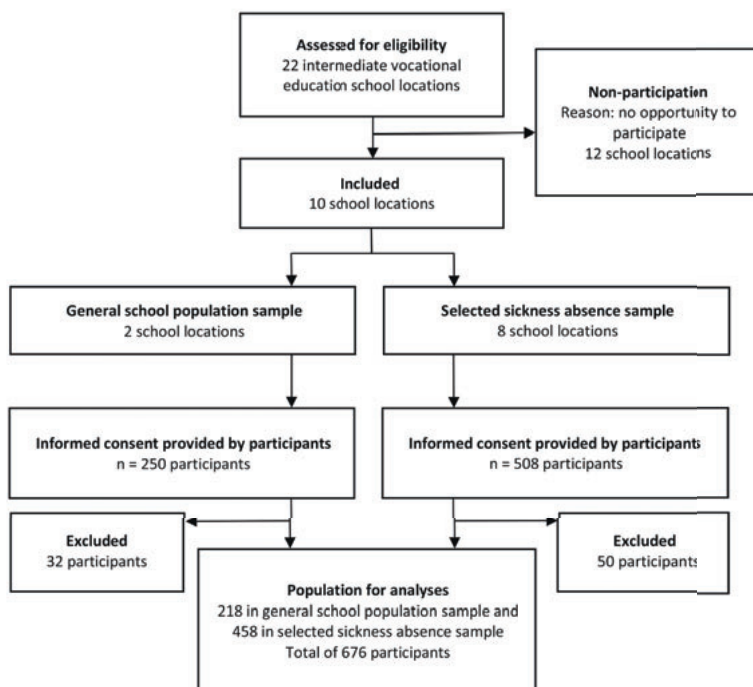 Assessed for eligibility
22 intermediate vocational
education school locations
Non-participation
Reason: no opportunity to
participate
12 school locations
Included
10 school locations
General school population sample
2 school locations
Selected sickness absence sample
8 school locations
Informed consent provided by participants
n = 250 participants
Informed consent provided by participants
n = 508 participants
Excluded
32 participants
Excluded
50 participants
Population for analyses
218 in general school population sample and
458 in selected sickness absence sample
Total of 676 participants